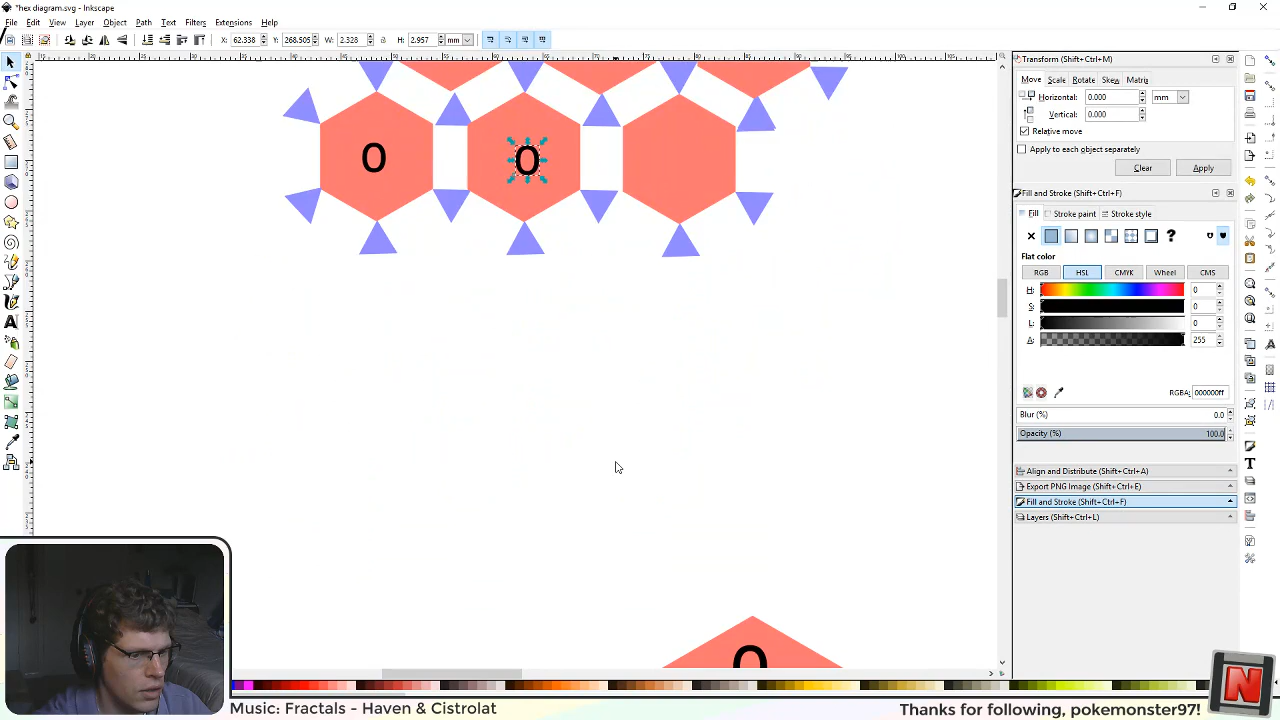 *hex diagram.svg - Inkscape
File Edit View Layer Object Path Text Filters Extensions Help
X: 62.338 Y: 268.505 W: 2.328 H: 2.957 mm
Transform (Shift+Ctrl+M)
Move Scale Rotate Skew Matrix
Horizontal: 0.000 mm
Vertical: 0.000
Relative move
Apply to each object separately
Clear Apply
Fill and Stroke (Shift+Ctrl+F)
Fill Stroke paint Stroke style
?
Flat color
RGB HSL CMYK Wheel CMS
H: 0
S: 0
L: 0
A: 255
RGBA: 000000ff
Blur (%) 0.0
Opacity (%) 100.0
Align and Distribute (Shift+Ctrl+A)
Export PNG Image (Shift+Ctrl+E)
Fill and Stroke (Shift+Ctrl+F)
Layers (Shift+Ctrl+L)
0 0
0
Music: Fractals - Haven & Cistrolat
Thanks for following, pokemonster97!
N